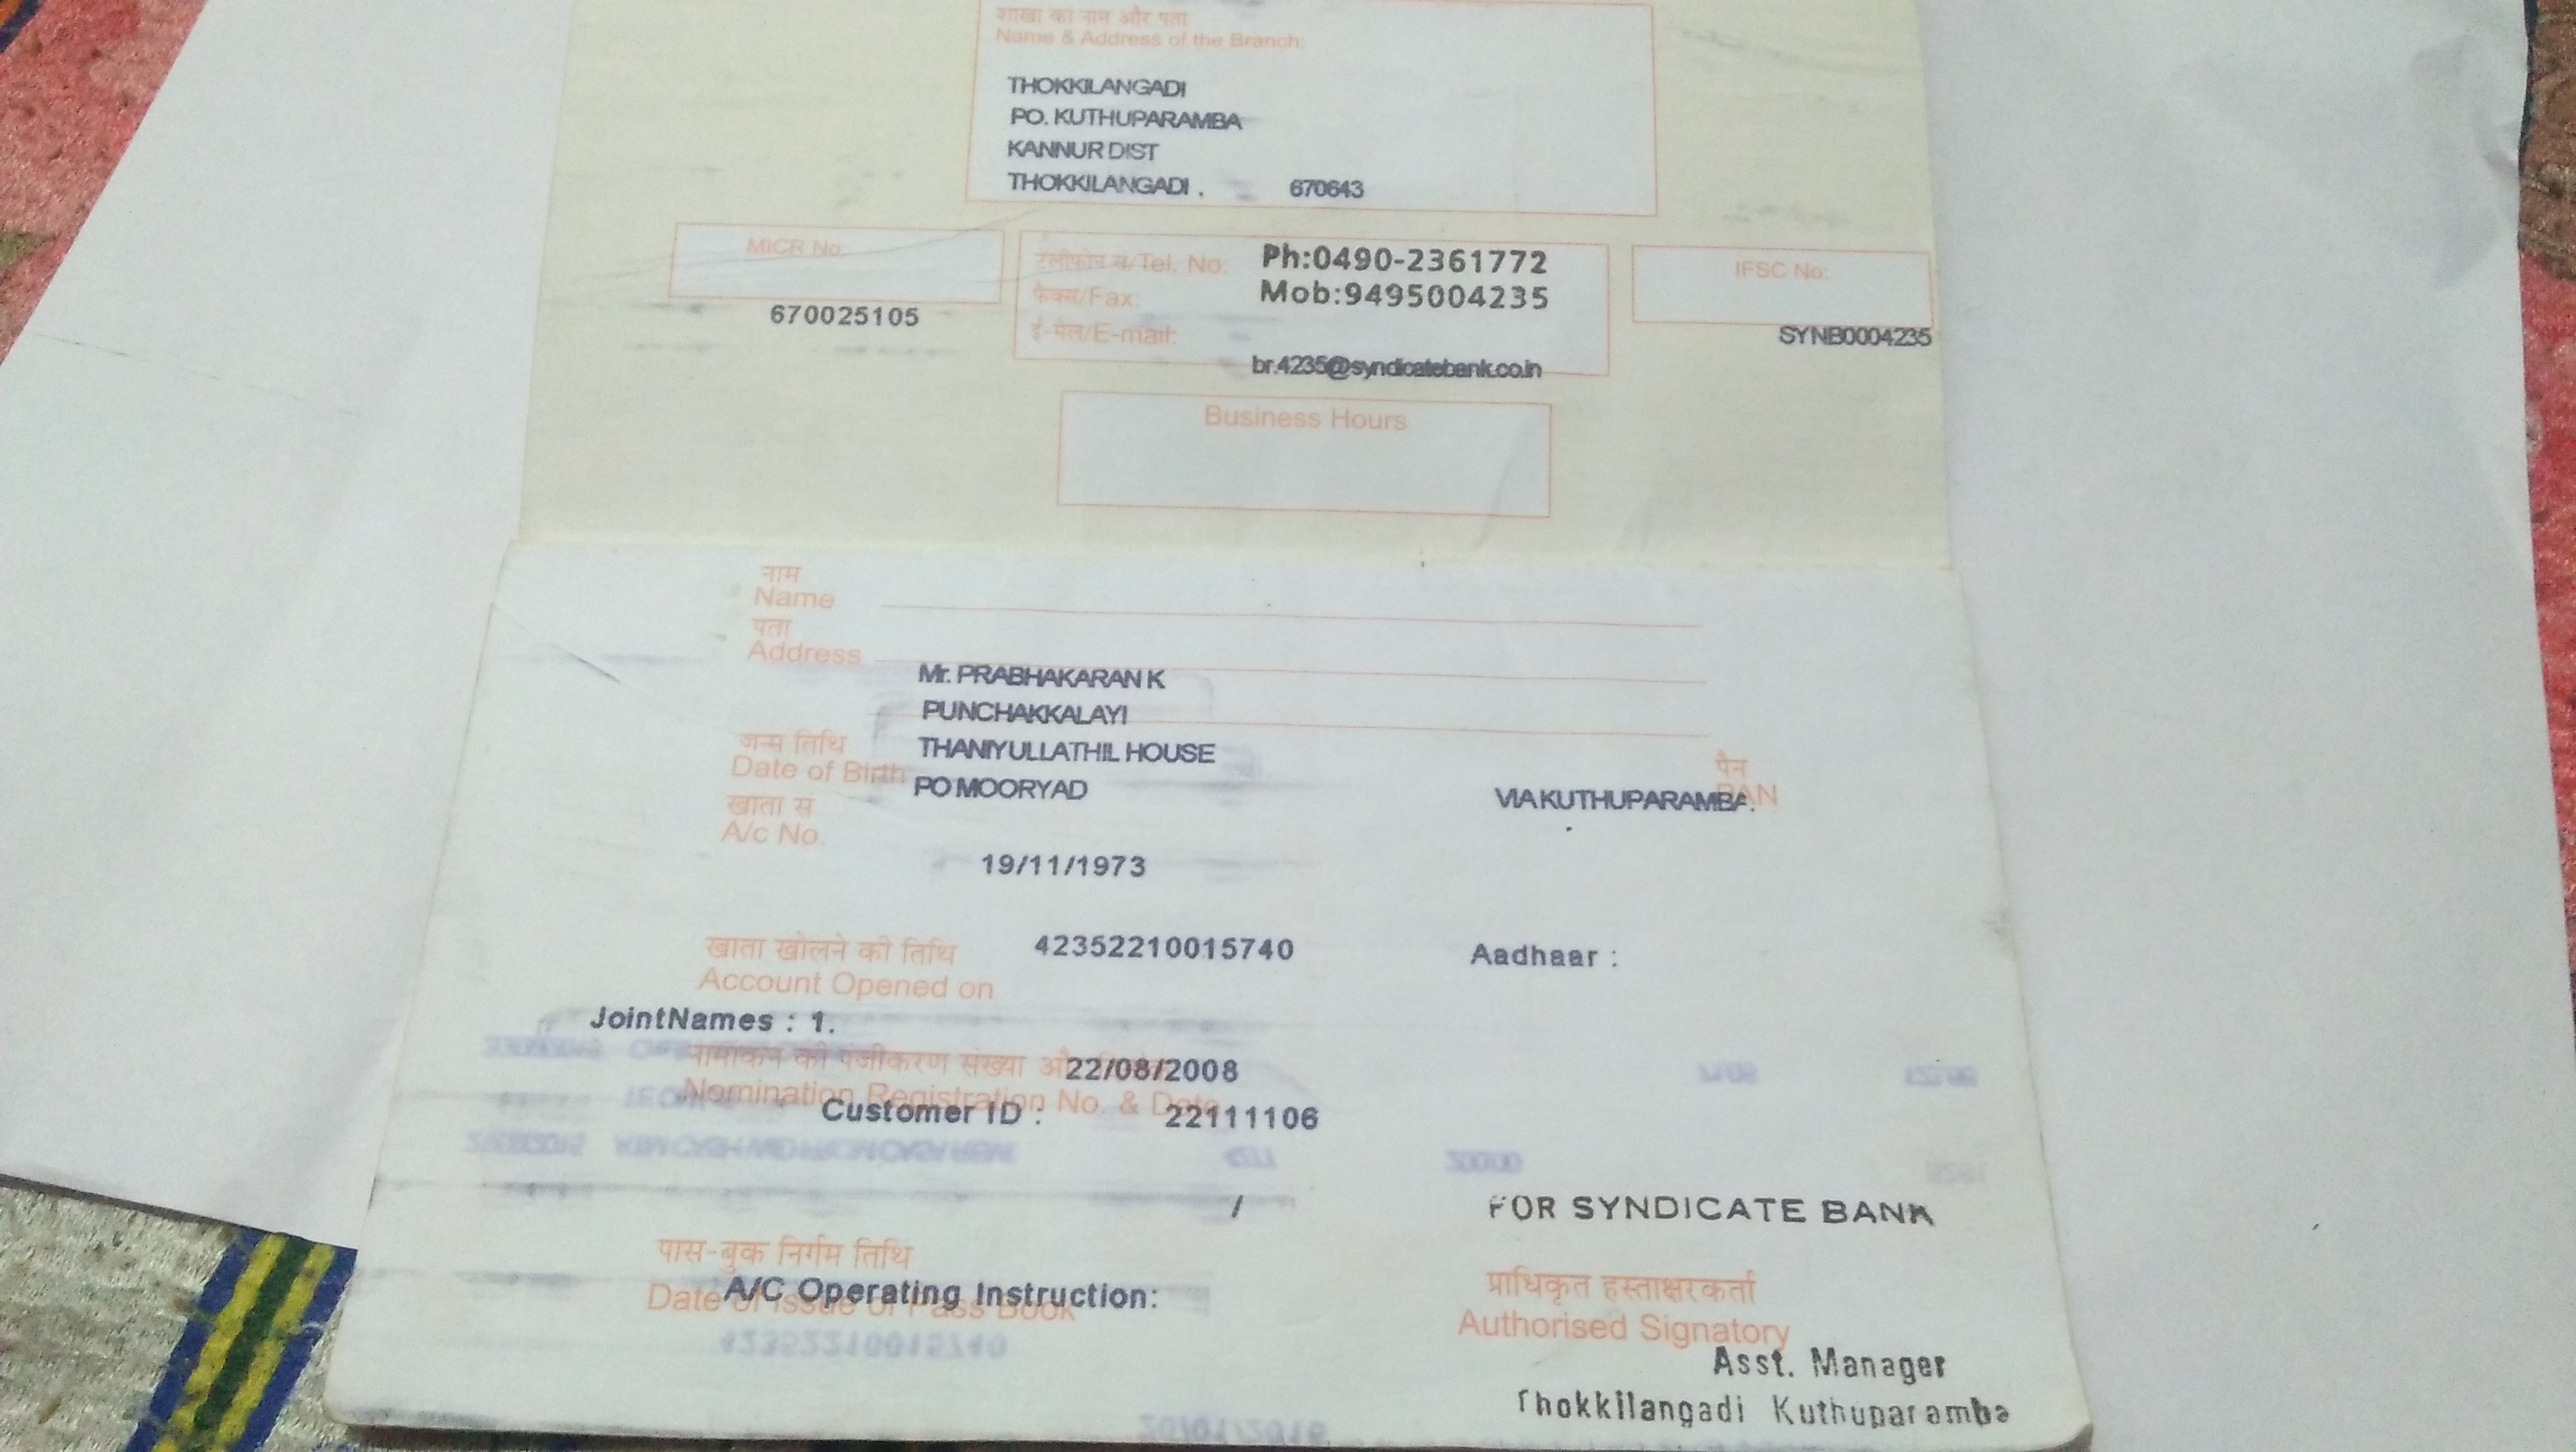 शाखा का नाम और पता
Name & Address of the Branch:
THOKKILANGADI
PO. KUTHUPARAMBA
KANNUR DIST
THOKKILANGADI . 670643
MICR No:
670025105
टेलीफोन सं/Tel. No: Ph:0490-2361772
फैक्स/Fax: Mob:9495004235
ई-मेल/E-mail:
br.4235@syndicatebank.co.in
IFSC No:
SYNB0004235
Business Hours
नाम
Name
पता
Address
Mr. PRABHAKARAN K
PUNCHAKKALAYI
जन्म तिथि THANIYULLATHIL HOUSE
Date of Birth PO MOORYAD VIA KUTHUPARAMBA.
पैन
PAN
खाता सं
A/c No.
19/11/1973
खाता खोलने की तिथि 42352210015740 Aadhaar :
Account Opened on
JointNames : 1.
नामांकन की पंजीकरण संख्या 22/08/2008
Nomination Registration No. & Date
Customer ID : 22111106
/
FOR SYNDICATE BANK
पास-बुक निर्गम तिथि
Date of Issue of Pass Book
A/C Operating Instruction:
प्राधिकृत हस्ताक्षरकर्ता
Authorised Signatory
Asst. Manager
Thokkilangadi Kuthuparamba